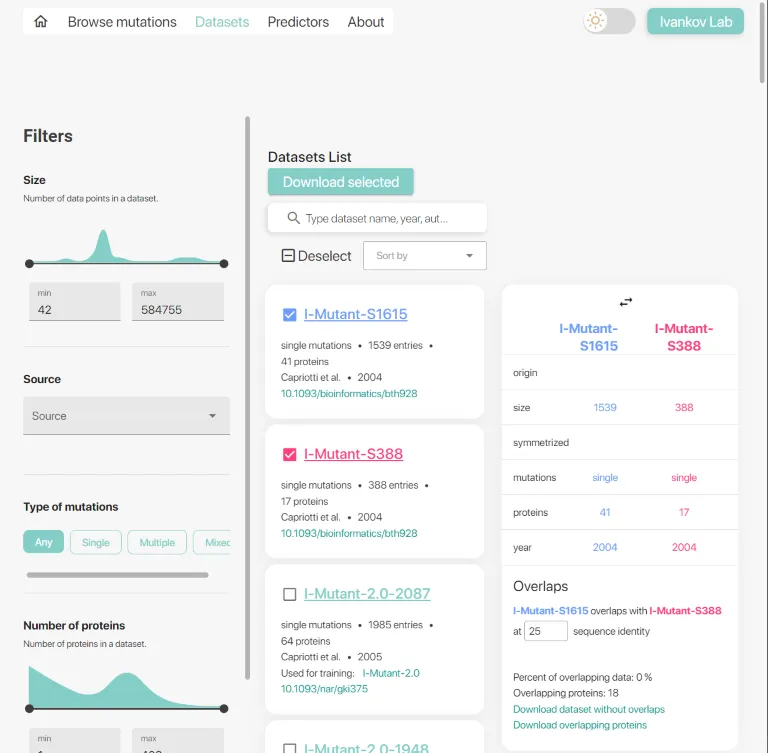 Browse mutations Datasets Predictors About Ivankov Lab
Filters
Size
Number of data points in a dataset.
min
42
max
584755
Source
Source
Type of mutations
Any Single Multiple Mixed
Number of proteins
Number of proteins in a dataset.
min
max
Datasets List
Download selected
Type dataset name, year, aut...
Deselect
Sort by
I-Mutant-S1615
single mutations • 1539 entries •
41 proteins
Capriotti et al. • 2004
10.1093/bioinformatics/bth928
I-Mutant-S388
single mutations • 388 entries •
17 proteins
Capriotti et al. • 2004
10.1093/bioinformatics/bth928
I-Mutant-2.0-2087
single mutations • 1985 entries •
64 proteins
Capriotti et al. • 2005
Used for training: I-Mutant-2.0
10.1093/nar/gki375
I-Mutant-2.0-1948
I-Mutant-
S1615
I-Mutant-
S388
origin
size 1539 388
symmetrized
mutations single single
proteins 41 17
year 2004 2004
Overlaps
I-Mutant-S1615 overlaps with I-Mutant-S388
at 25 sequence identity
Percent of overlapping data: 0 %
Overlapping proteins: 18
Download dataset without overlaps
Download overlapping proteins